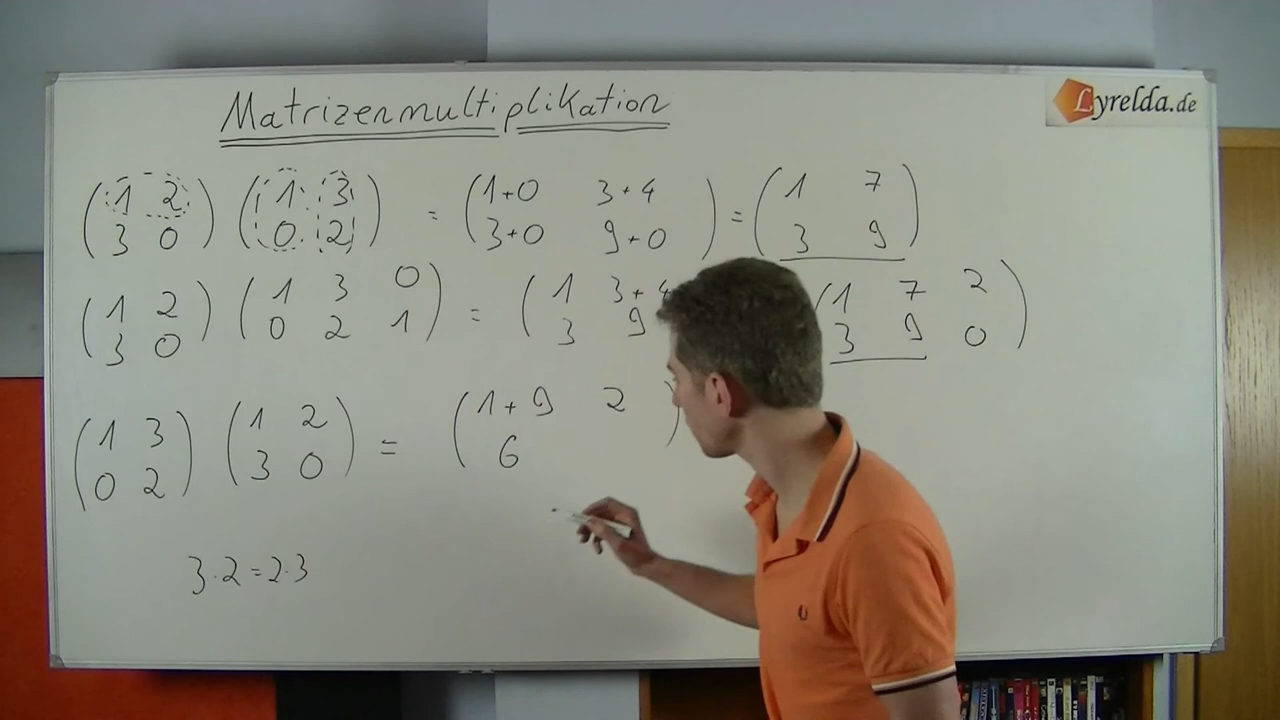 Matrizenmultiplikation
Lyrelda.de
(1 2) (1 3) = (1+0 3+4) = (1 7)
(3 0) (0 2) (3+0 9+0) (3 9)
(1 2) (1 3 0) = (1 3+4 (1 7 2)
(3 0) (0 2 1) (3 9 (3 9 0)
(1 3) (1 2) = (1+9 2 )
(0 2) (3 0) (6
3·2=2·3